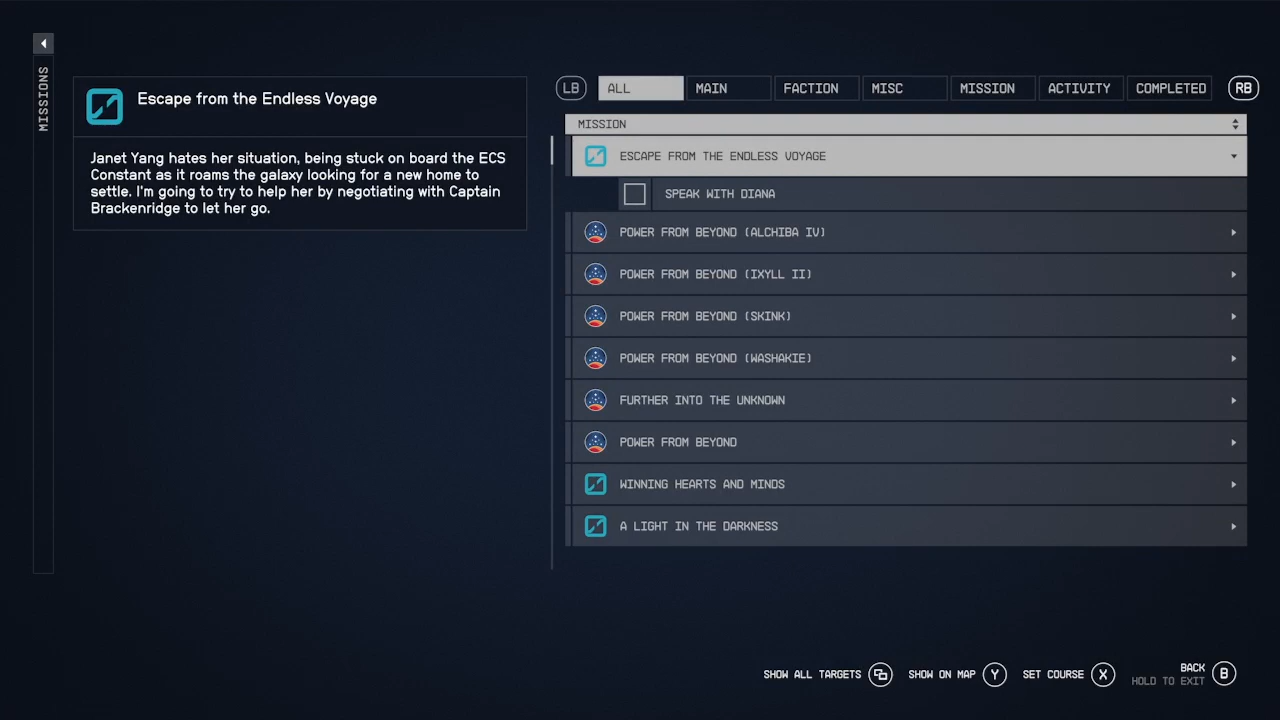 MISSIONS
Escape from the Endless Voyage
Janet Yang hates her situation, being stuck on board the ECS
Constant as it roams the galaxy looking for a new home to
settle. I'm going to try to help her by negotiating with Captain
Brackenridge to let her go.
LB ALL MAIN FACTION MISC MISSION ACTIVITY COMPLETED RB
MISSION
ESCAPE FROM THE ENDLESS VOYAGE
SPEAK WITH DIANA
POWER FROM BEYOND (ALCHIBA IV)
POWER FROM BEYOND (IXYLL II)
POWER FROM BEYOND (SKINK)
POWER FROM BEYOND (WASHAKIE)
FURTHER INTO THE UNKNOWN
POWER FROM BEYOND
WINNING HEARTS AND MINDS
A LIGHT IN THE DARKNESS
SHOW ALL TARGETS SHOW ON MAP Y SET COURSE X BACK B
HOLD TO EXIT